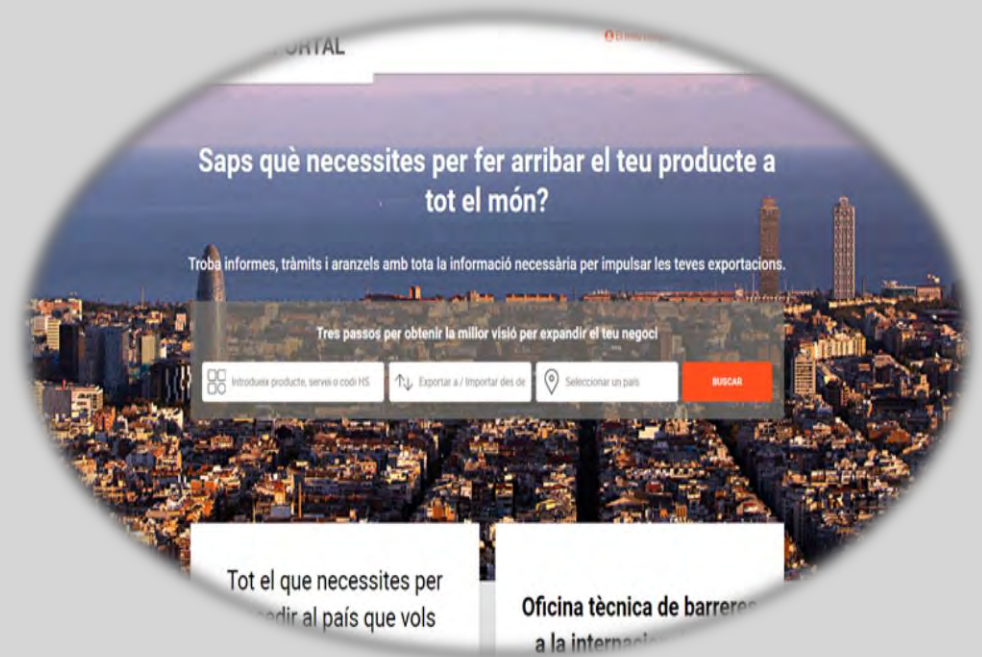 Saps què necessites per fer arribar el teu producte a
tot el món?
Troba informes, tràmits i aranzels amb tota la informació necessària per impulsar les teves exportacions.
Tres passos per obtenir la millor visió per expandir el teu negoci
Introdueix producte, servei o codi HS
Exportar a / Importar des de
Seleccionar un país
BUSCAR
Tot el que necessites per
al país que vols
Oficina tècnica de barreres
a la